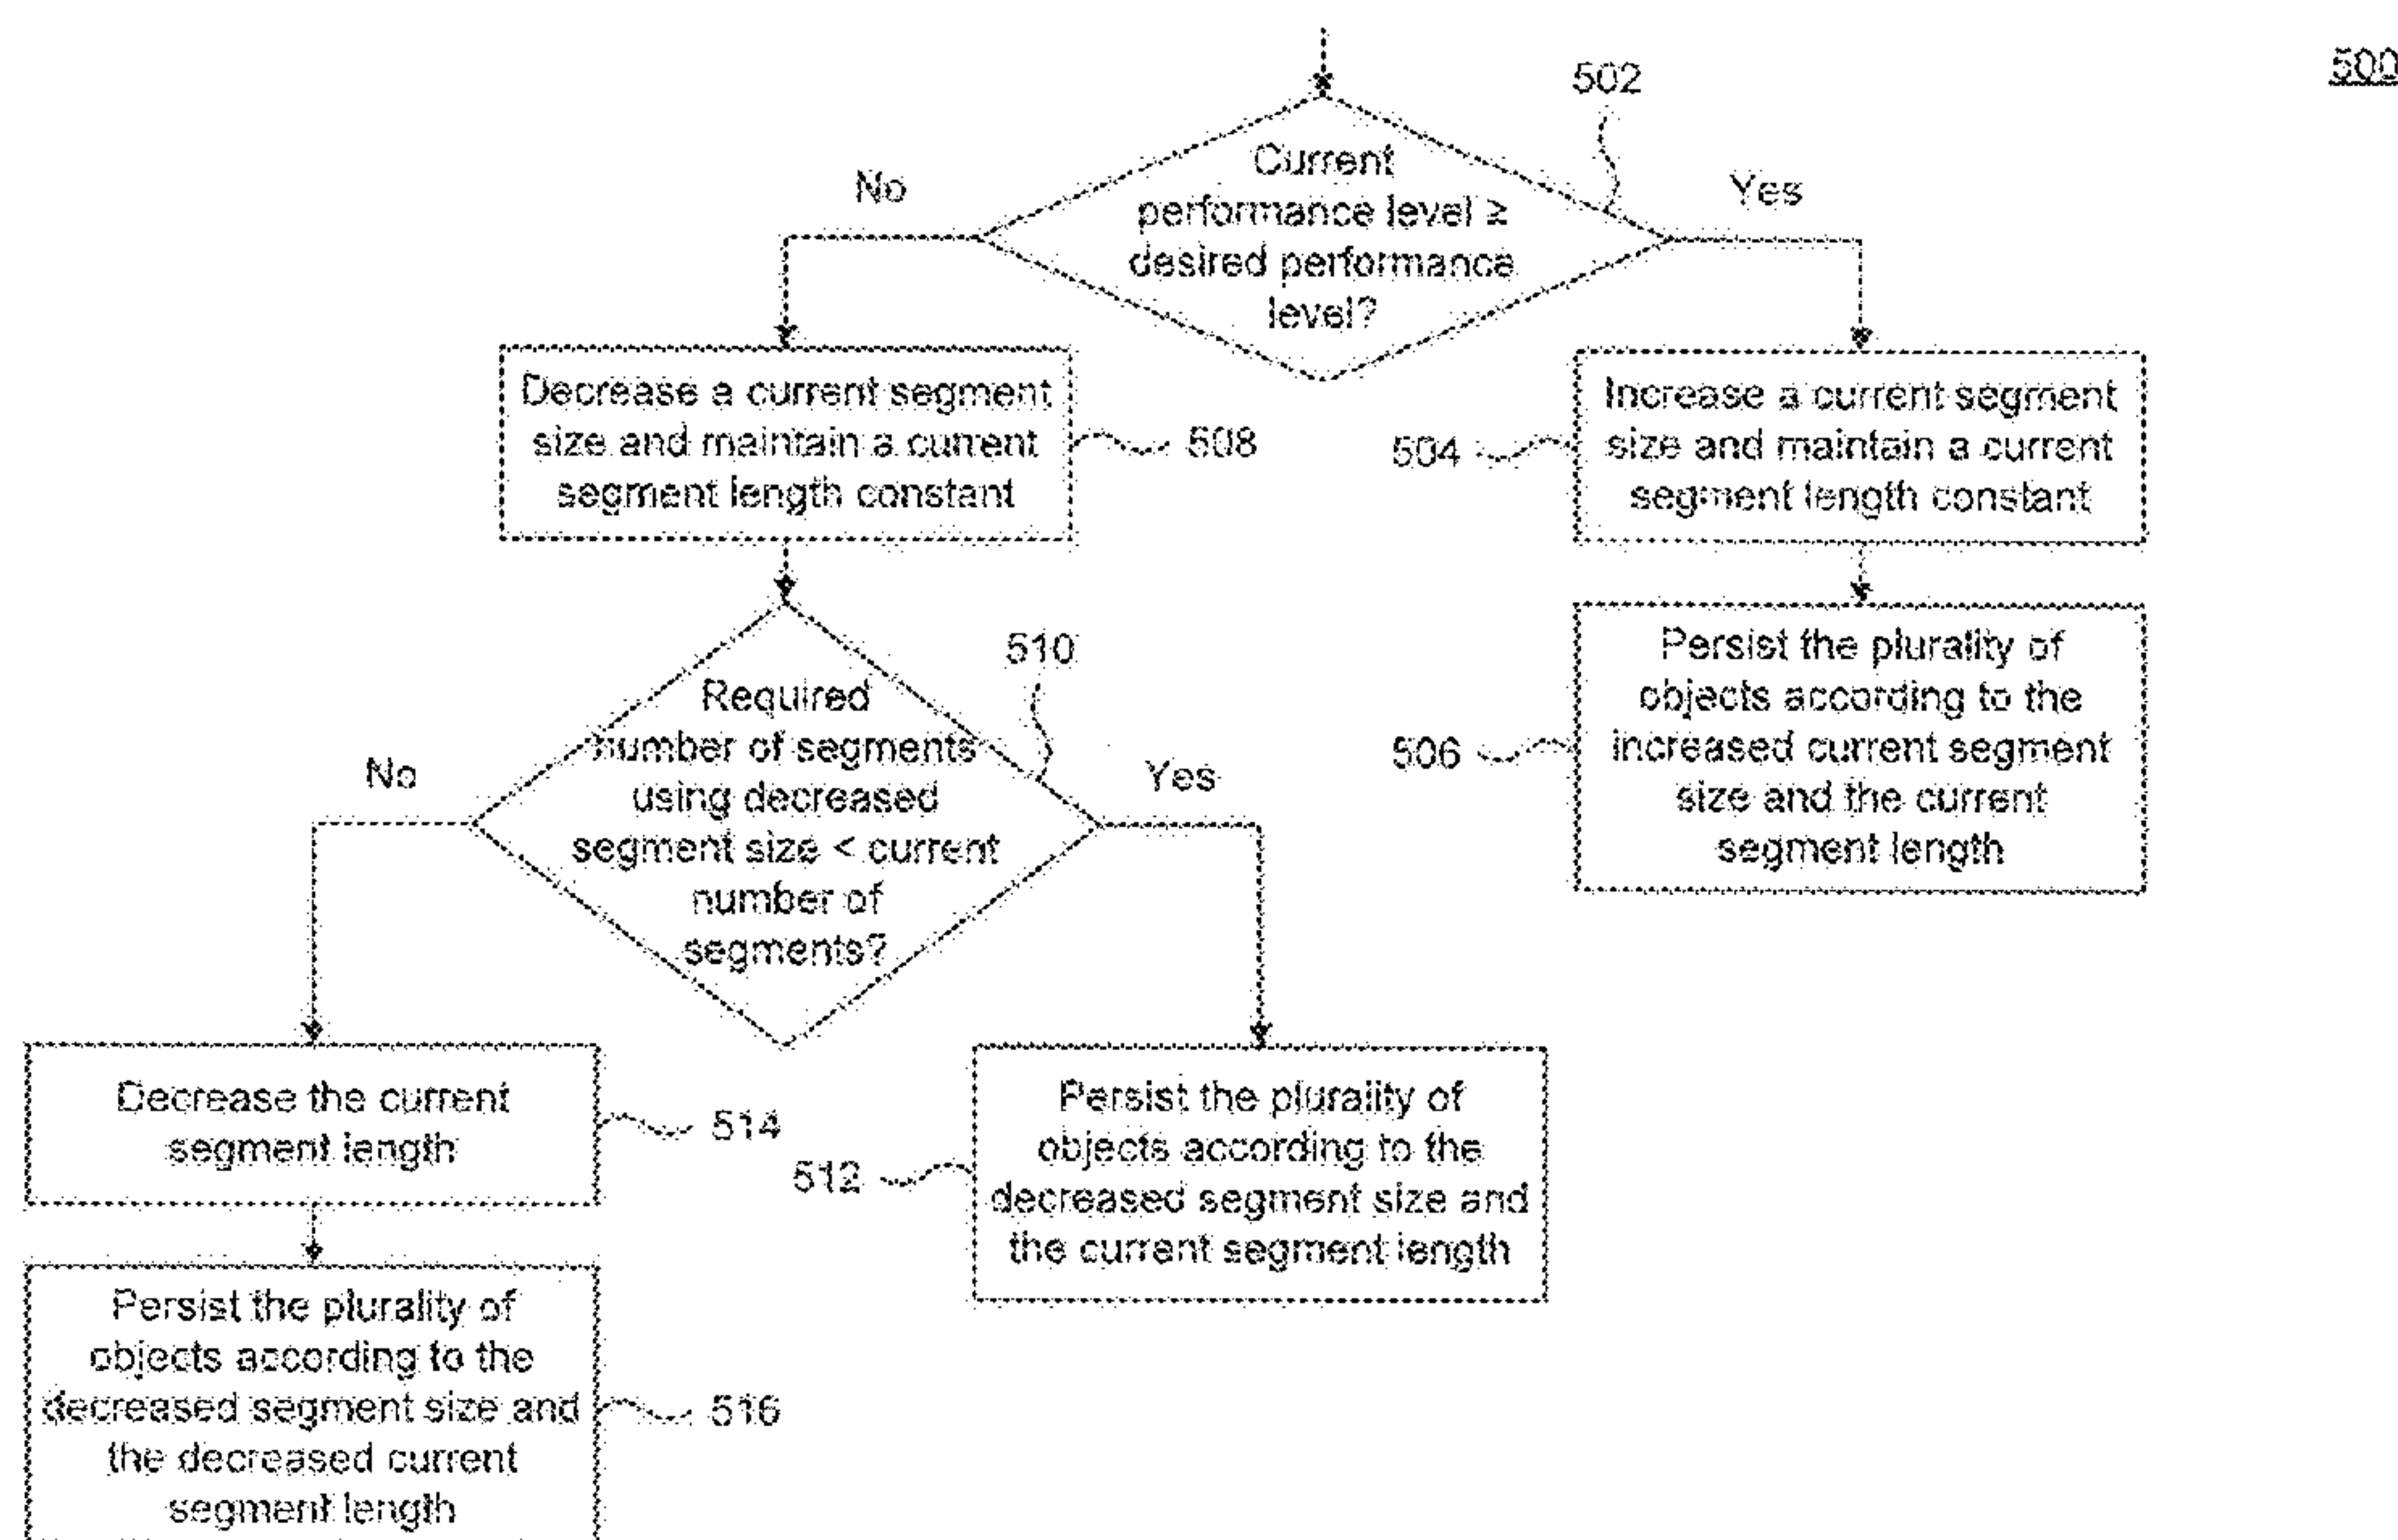 500
502
Current
performance level ≥
desired performance
level?
No
Yes
Decrease a current segment
size and maintain a current
segment length constant
508
504
Increase a current segment
size and maintain a current
segment length constant
510
Required
number of segments
using decreased
segment size < current
number of
segments?
No
Yes
506
Persist the plurality of
objects according to the
increased current segment
size and the current
segment length
Decrease the current
segment length
514
512
Persist the plurality of
objects according to the
decreased segment size and
the current segment length
Persist the plurality of
objects according to the
decreased segment size and
the decreased current
segment length
516